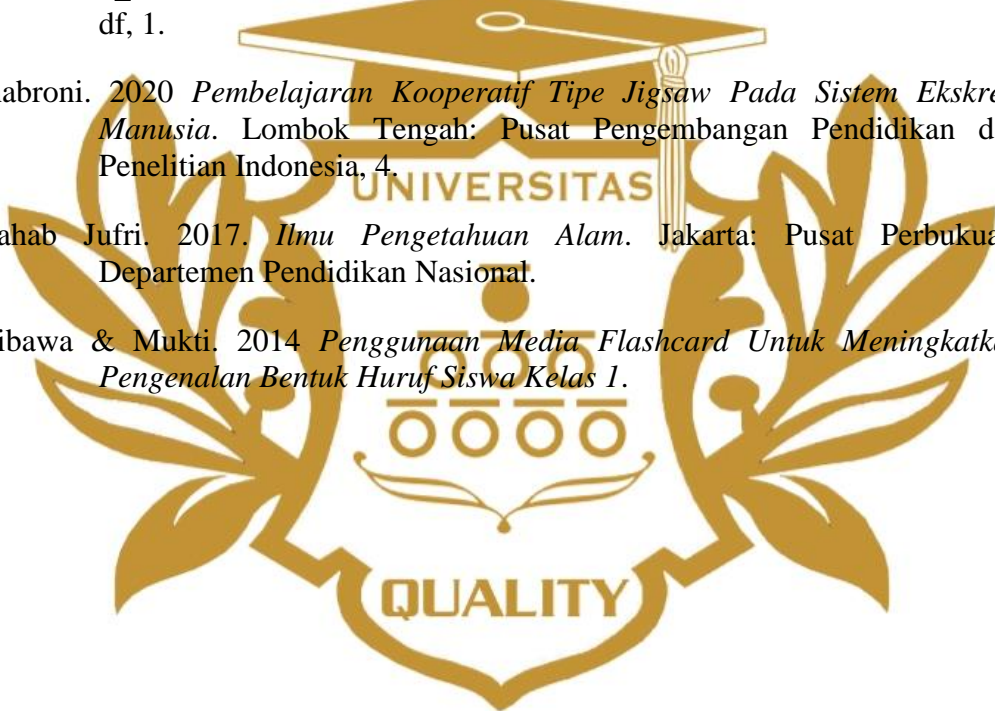 df, 1.
abroni. 2020 Pembelajaran Kooperatif Tipe Jigsaw Pada Sistem Ekskre
Manusia. Lombok Tengah: Pusat Pengembangan Pendidikan d
Penelitian Indonesia, 4.
UNIVERSITAS
ahab Jufri. 2017. Ilmu Pengetahuan Alam. Jakarta: Pusat Perbukua
Departemen Pendidikan Nasional.
ibawa & Mukti. 2014 Penggunaan Media Flashcard Untuk Meningkatka
Pengenalan Bentuk Huruf Siswa Kelas 1.
QUALITY